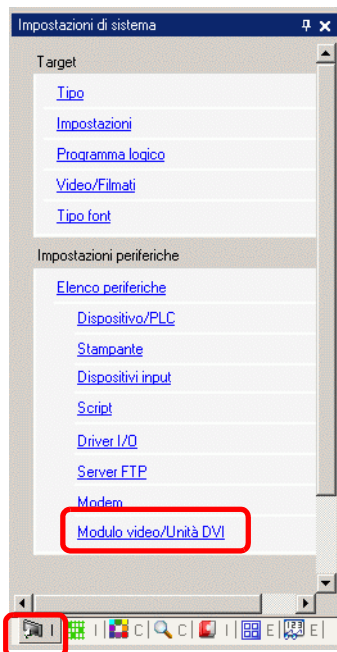 Impostazioni di sistema
Target
Tipo
Impostazioni
Programma logico
Video/Filmati
Tipo font
Impostazioni periferiche
Elenco periferiche
Dispositivo/PLC
Stampante
Dispositivi input
Script
Driver I/O
Server FTP
Modem
Modulo video/Unità DVI
I I C C I E E